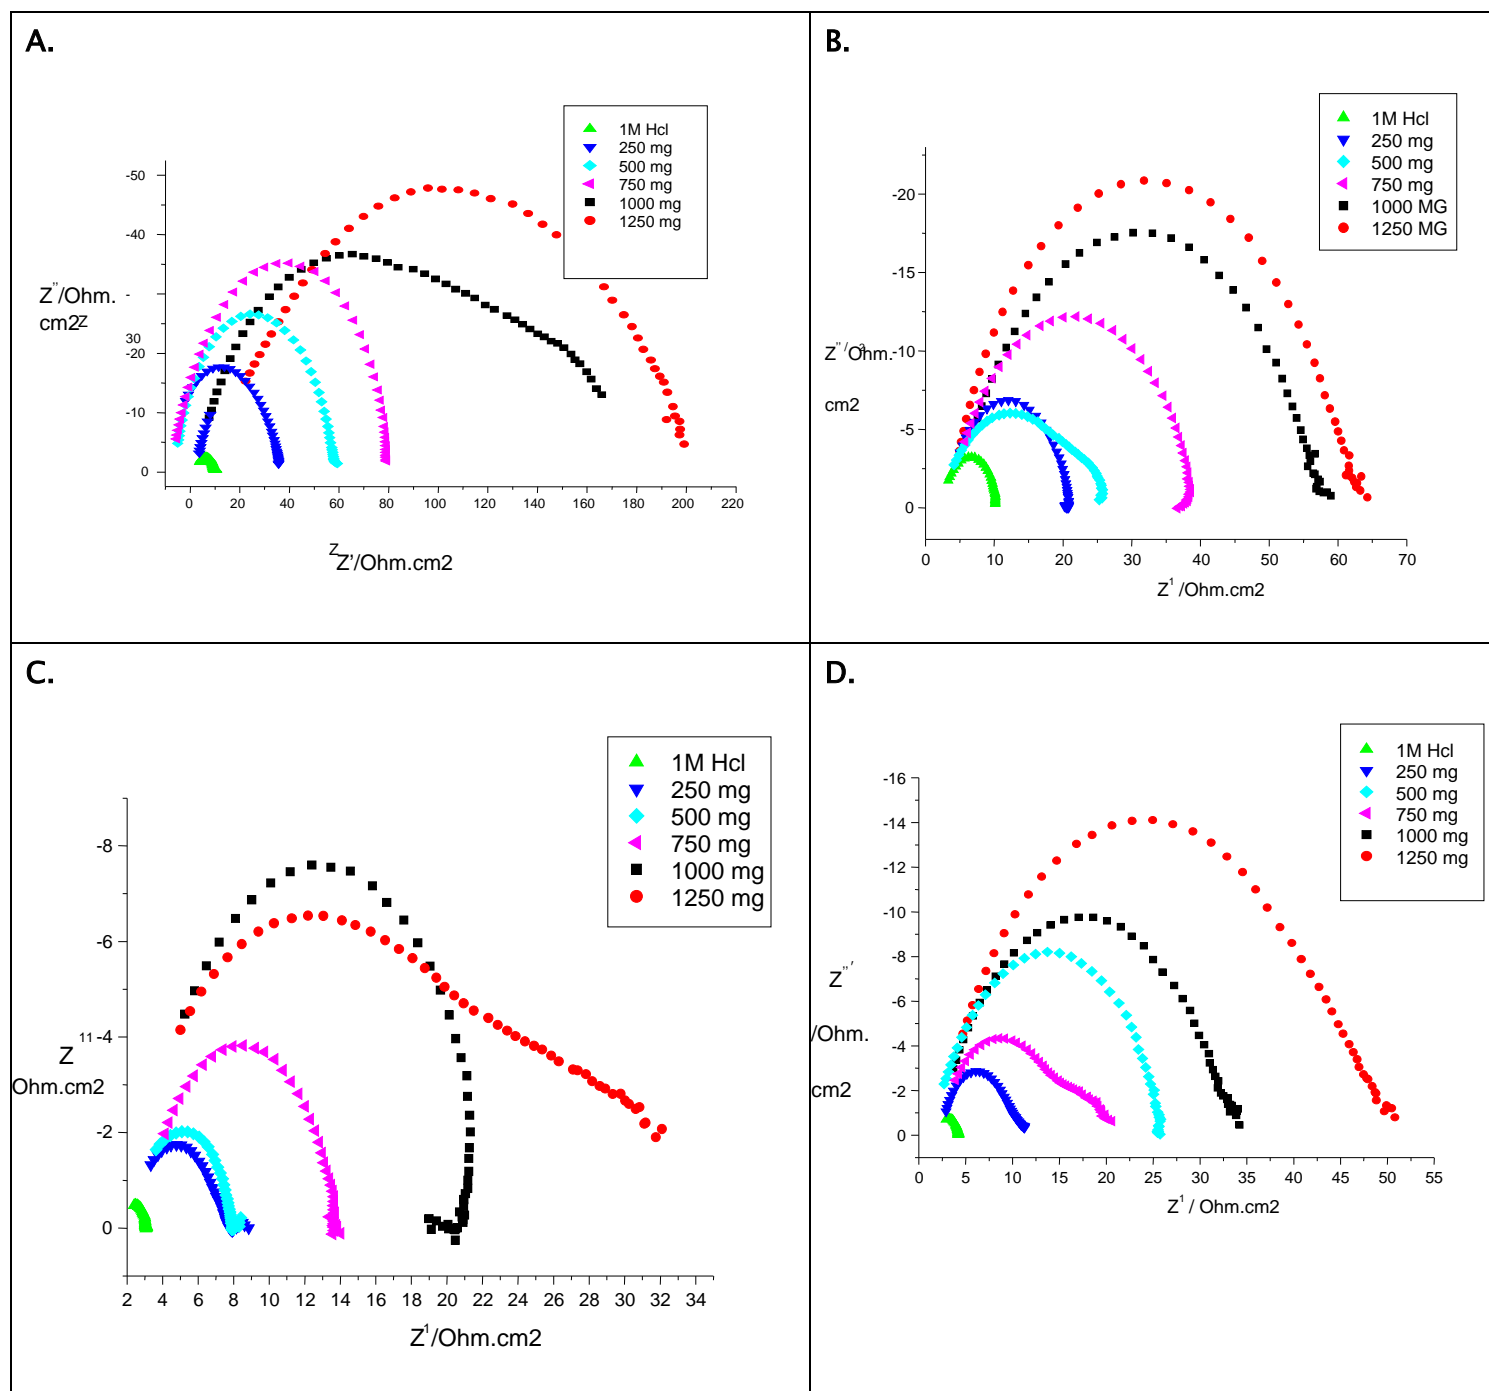 A.
1M Hcl
250 mg
500 mg
750 mg
1000 mg
1250 mg
-50
-40
Z"/Ohm.
-
cm2Z
30
-20
-10
0
0 20 40 60 80 100 120 140 160 180 200 220
Z
Z'/Ohm.cm2
B.
1M Hcl
250 mg
500 mg
750 mg
1000 MG
1250 MG
-20
-15
-10
cm2
-5
0
0 10 20 30 40 50 60 70
Z1 /Ohm.cm2
C.
1M Hcl
250 mg
500 mg
750 mg
1000 mg
1250 mg
-8
-6
11-4
Z
Ohm.cm2
-2
0
2 4 6 8 10 12 14 16 18 20 22 24 26 28 30 32 34
Z1/Ohm.cm2
D.
1M Hcl
250 mg
500 mg
750 mg
1000 mg
1250 mg
-16
-14
-12
-10
-8
Z"'
-6
/Ohm.
-4
-2
cm2
0
0 5 10 15 20 25 30 35 40 45 50 55
Z1 / Ohm.cm2